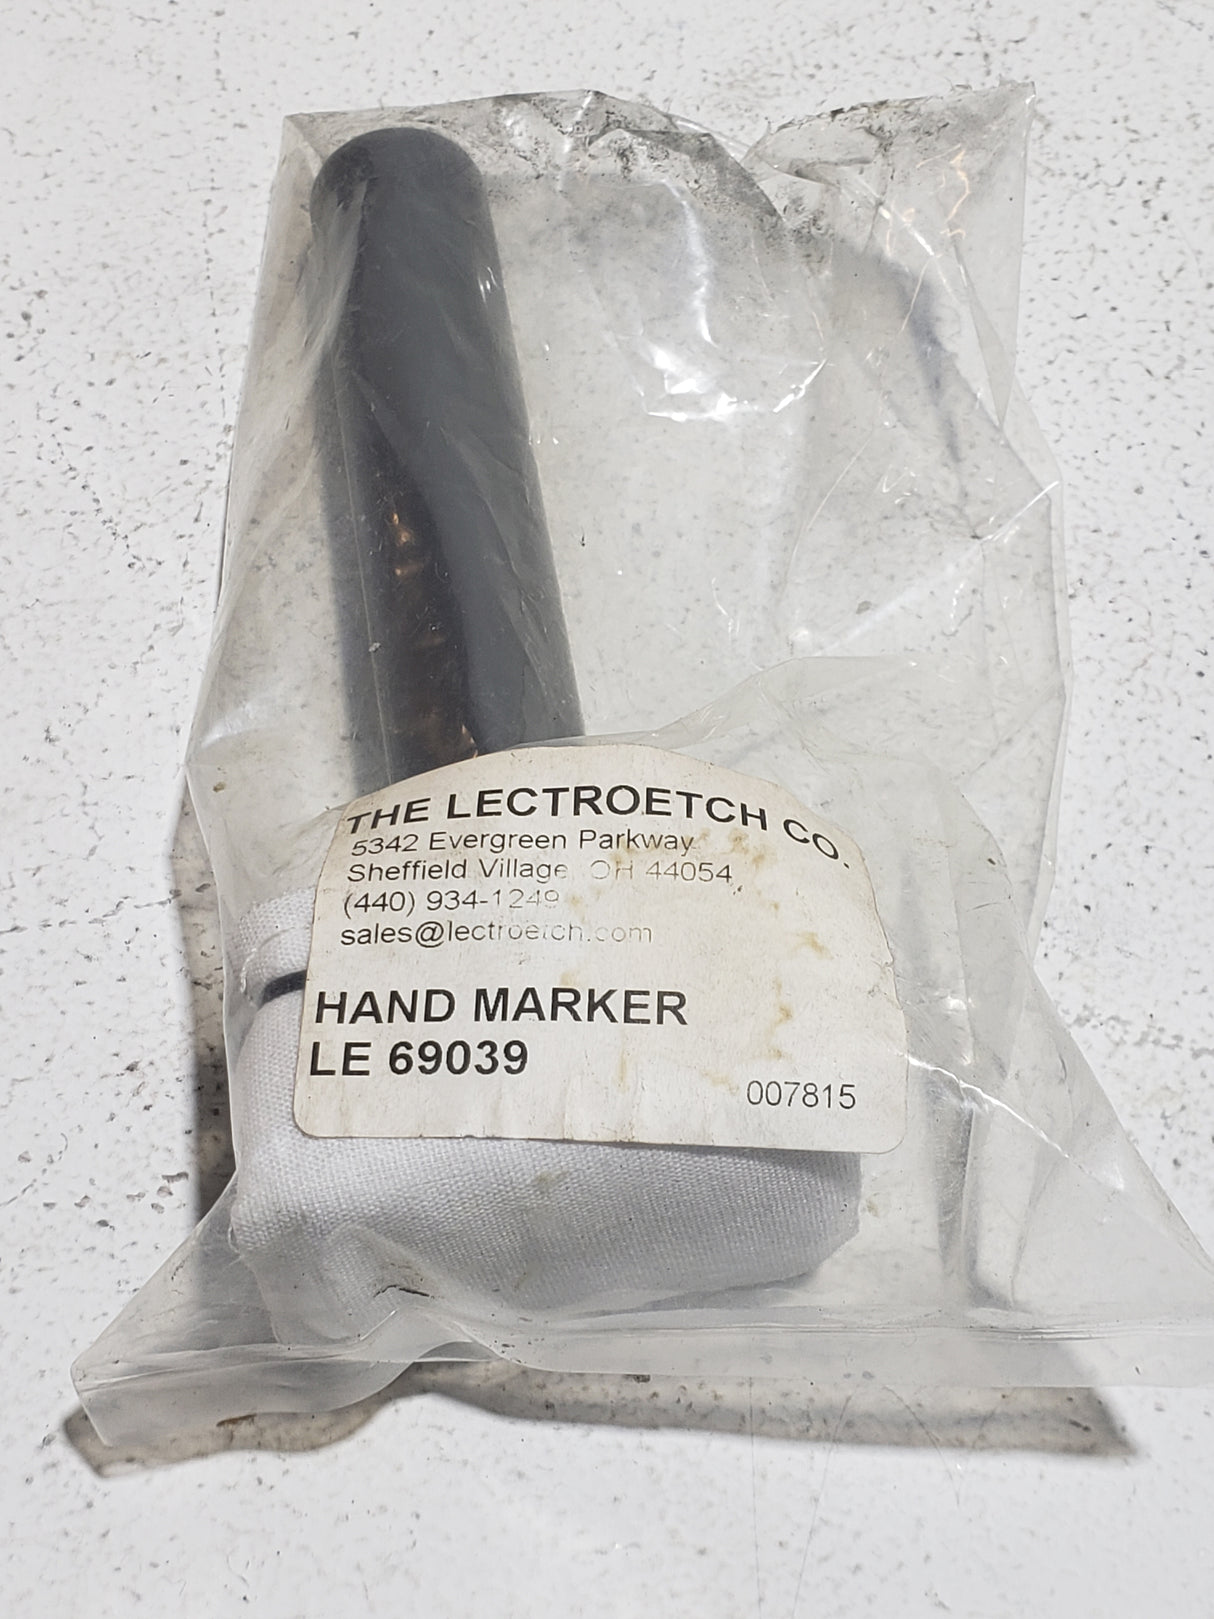 THE LECTROETCH CO.
5342 Evergreen Parkway
Sheffield Village, OH 44054
(440) 934-1249
sales@lectroetch.com
HAND MARKER
LE 69039
007815